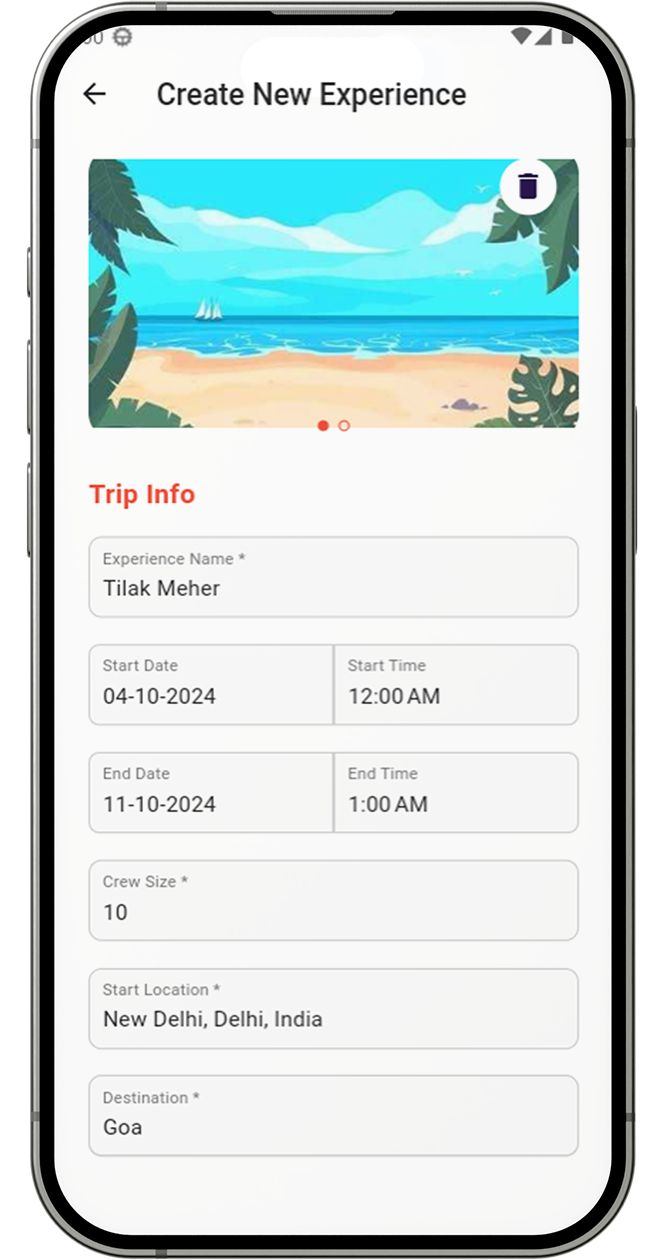 Create New Experience
Trip Info
Experience Name *
Tilak Meher
Start Date
04-10-2024
Start Time
12:00 AM
End Date
11-10-2024
End Time
1:00 AM
Crew Size *
10
Start Location *
New Delhi, Delhi, India
Destination *
Goa